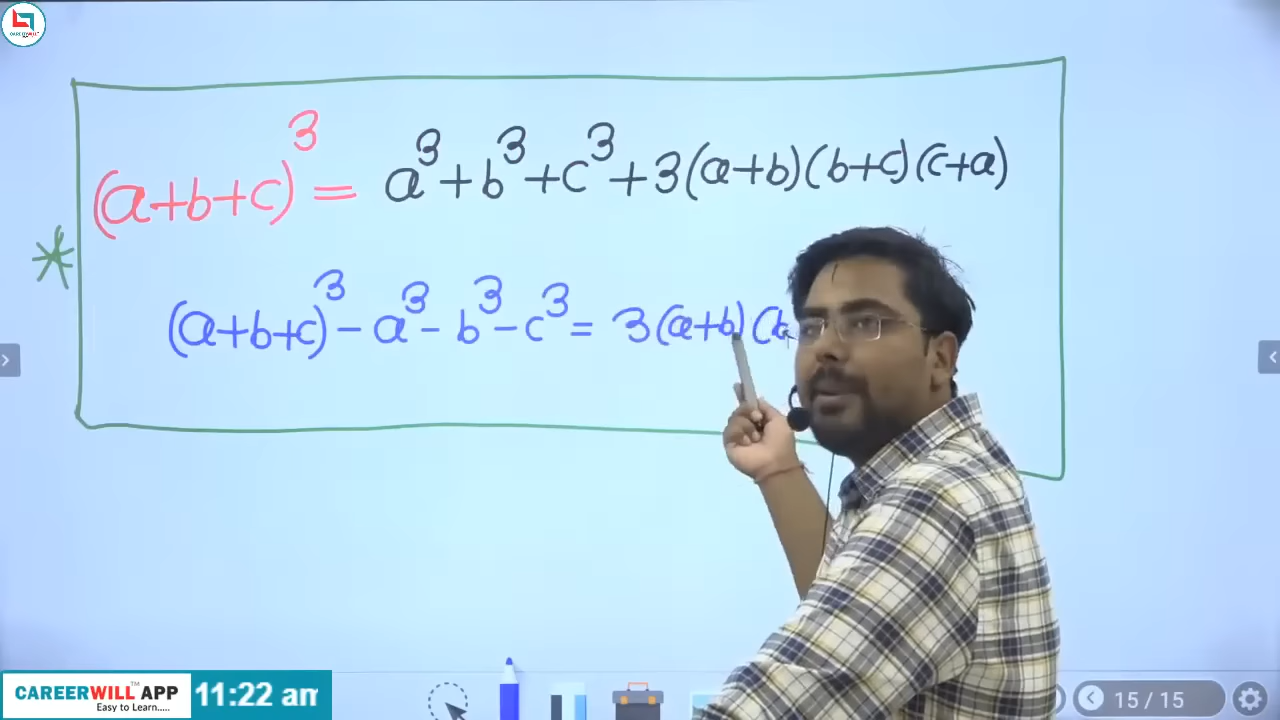 CAREERWILL
(a+b+c)³ = a³+b³+c³+3(a+b)(b+c)(c+a)
*
(a+b+c)³-a³-b³-c³= 3(a+b)(b
CAREERWILL™APP
Easy to Learn.....
11:22 am
15 / 15